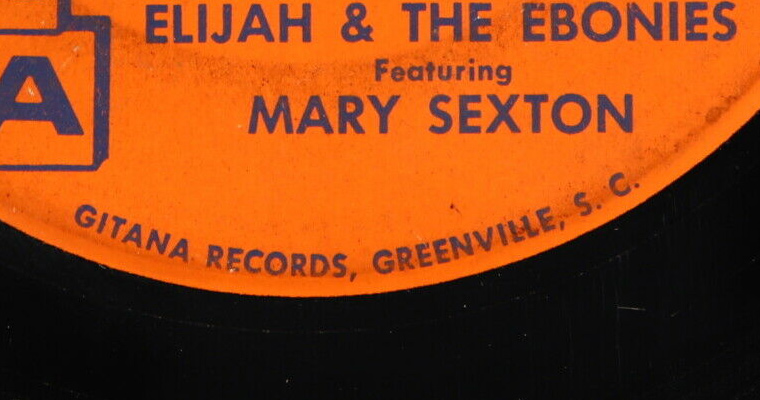 ELIJAH & THE EBONIES
A
Featuring
MARY SEXTON
GITANA RECORDS, GREENVILLE, S. C.